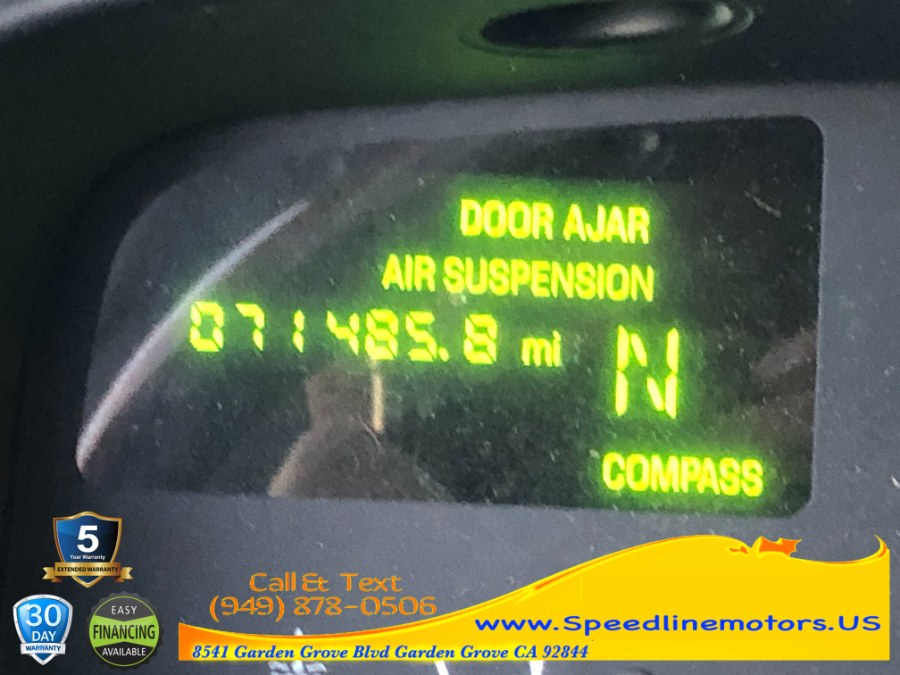 DOOR AJAR
AIR SUSPENSION
071485.8 mi N
COMPASS
5
Year Warranty
EXTENDED WARRANTY
30
DAY
WARRANTY
EASY
FINANCING
AVAILABLE
Call & Text
(949) 878-0506
www.Speedlinemotors.US
8541 Garden Grove Blvd Garden Grove CA 92844